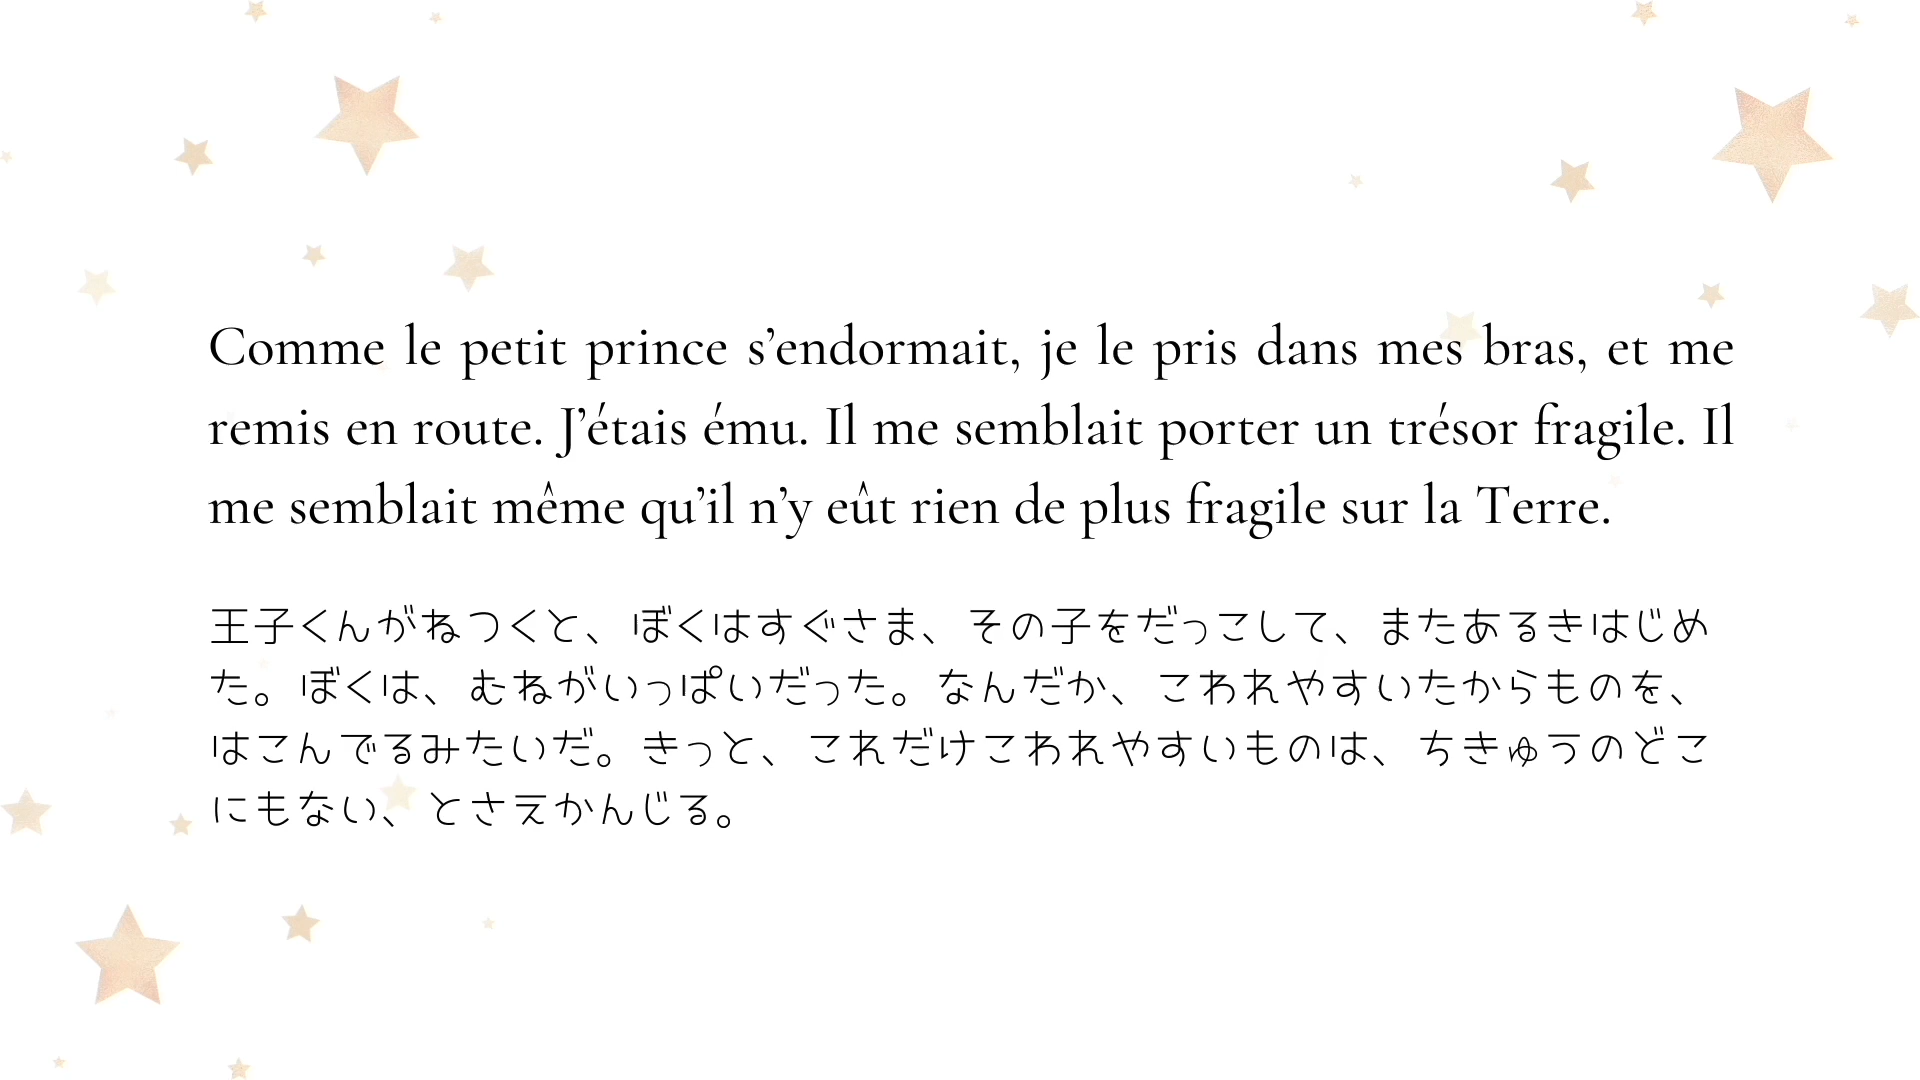 Comme le petit prince s’endormait, je le pris dans mes bras, et me
remis en route. J’étais ému. Il me semblait porter un trésor fragile. Il
me semblait même qu’il n’y eût rien de plus fragile sur la Terre.
王子くんがねつくと、ぼくはすぐさま、その子をだっこして、またあるきはじめ
た。ぼくは、むねがいっぱいだった。なんだか、こわれやすいたからものを、
はこんでるみたいだ。きっと、これだけこわれやすいものは、ちきゅうのどこ
にもない、とさえかんじる。